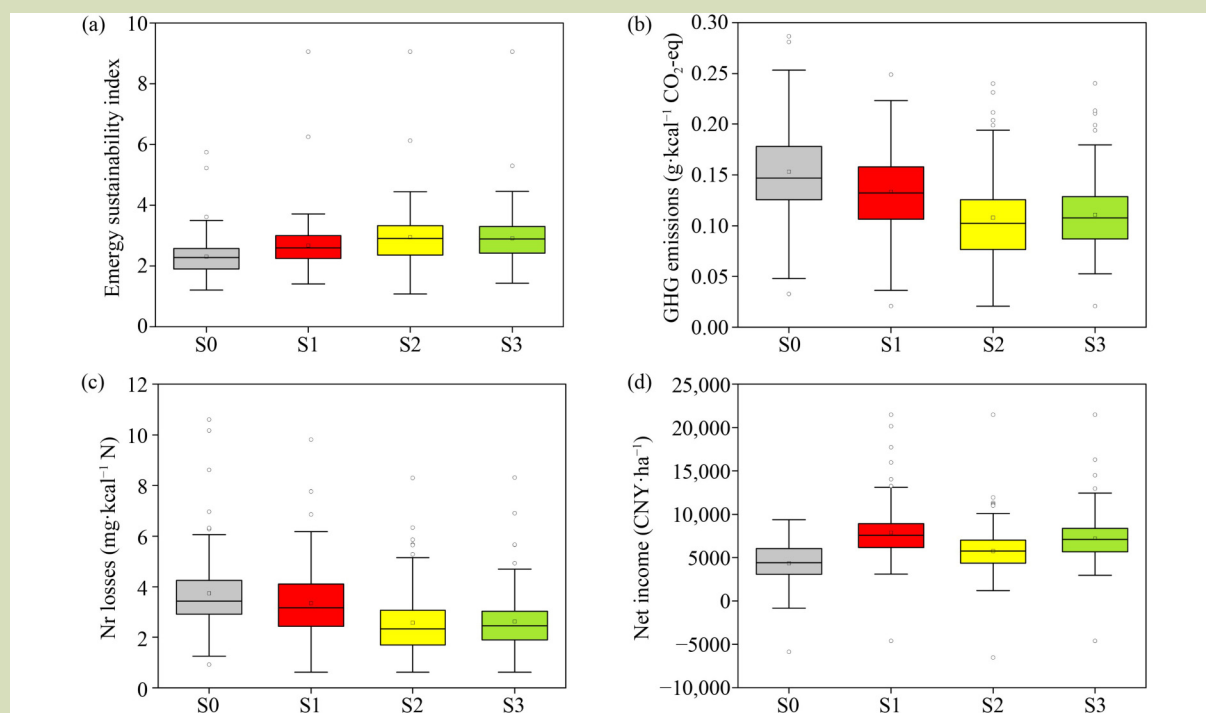 (a)
Emergy sustainability index
10
8
6
4
2
0
S0 S1 S2 S3
(b)
GHG emissions (g·kcal⁻¹ CO₂-eq)
0.30
0.25
0.20
0.15
0.10
0.05
0.00
S0 S1 S2 S3
(c)
Nr losses (mg·kcal⁻¹ N)
12
10
8
6
4
2
0
S0 S1 S2 S3
(d)
Net income (CNY·ha⁻¹)
25,000
20,000
15,000
10,000
5000
0
−5000
−10,000
S0 S1 S2 S3